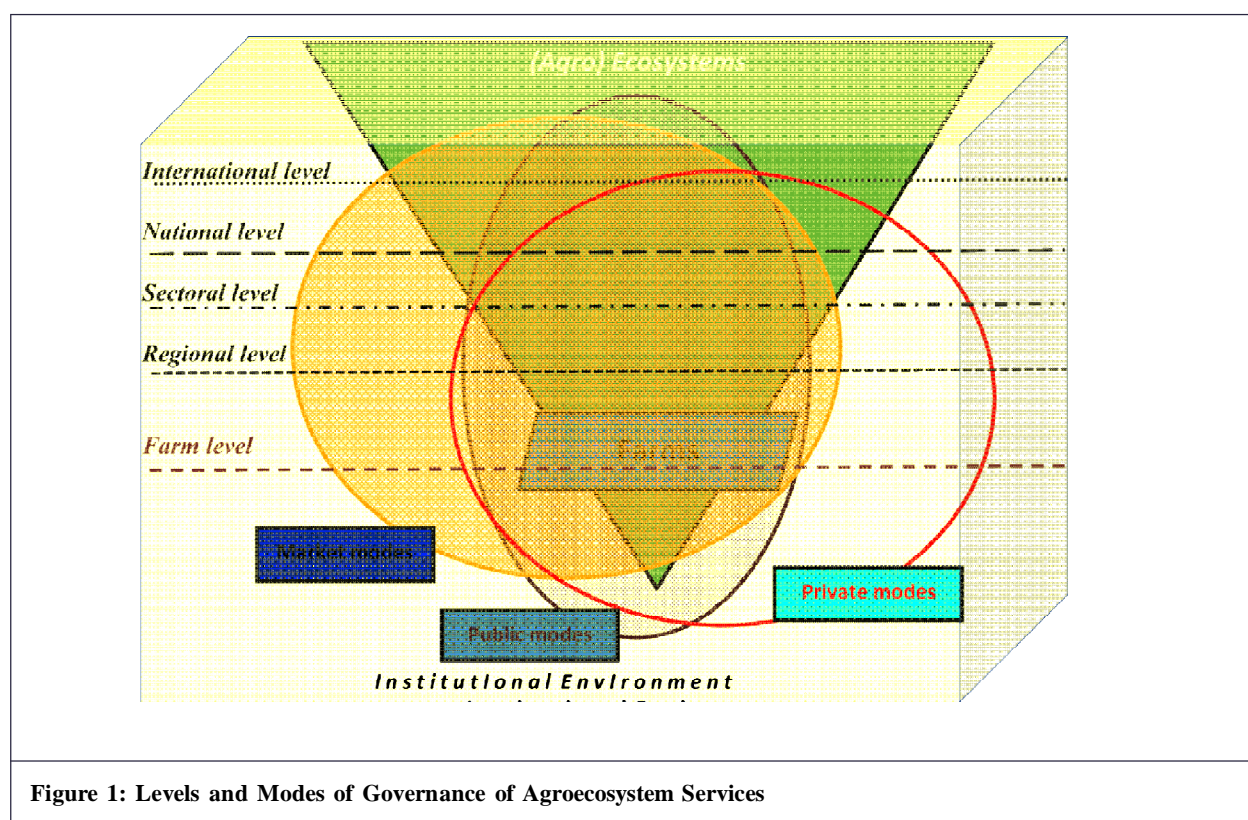 (Agro) Ecosystems
International level
National level
Sectoral level
Regional level
Farm level
Farms
Market modes
Private modes
Public modes
Institutional Environment
Figure 1: Levels and Modes of Governance of Agroecosystem Services